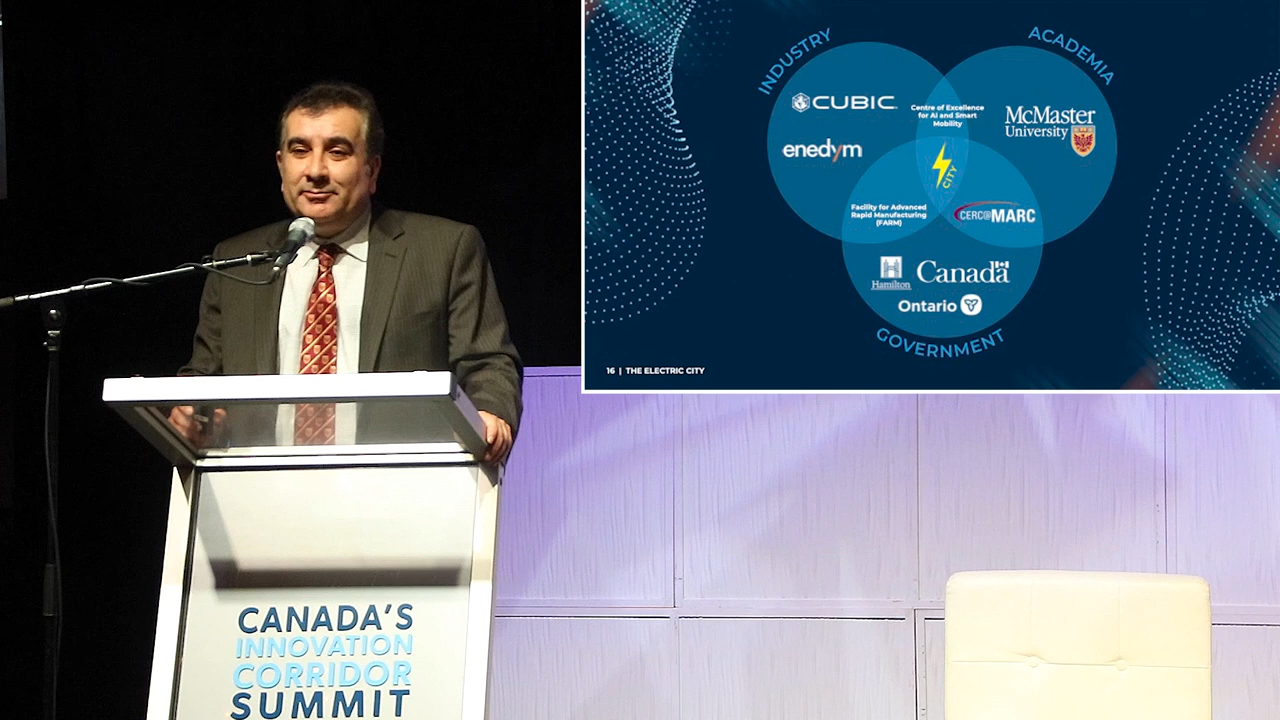 INDUSTRY
ACADEMIA
CUBIC
enedym
Centre of Excellence
for AI and Smart
Mobility
McMaster
University
CITY
Facility for Advanced
Rapid Manufacturing
(FARM)
CERC@MARC
Hamilton
Canada
Ontario
GOVERNMENT
16 | THE ELECTRIC CITY
CANADA'S
INNOVATION
CORRIDOR
SUMMIT